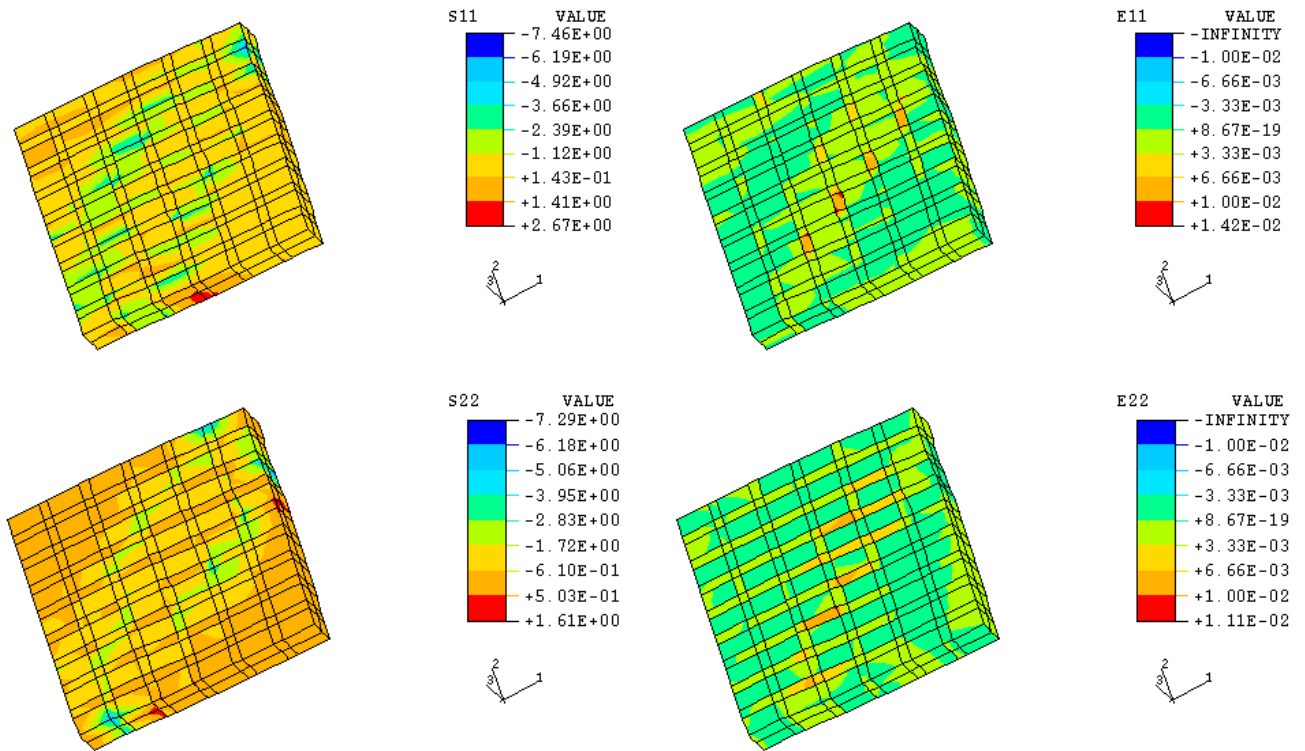 S11 VALUE
-7.46E+00
-6.19E+00
-4.92E+00
-3.66E+00
-2.39E+00
-1.12E+00
+1.43E-01
+1.41E+00
+2.67E+00
2
3
1
E11 VALUE
-INFINITY
-1.00E-02
-6.66E-03
-3.33E-03
+8.67E-19
+3.33E-03
+6.66E-03
+1.00E-02
+1.42E-02
2
3
1
S22 VALUE
-7.29E+00
-6.18E+00
-5.06E+00
-3.95E+00
-2.83E+00
-1.72E+00
-6.10E-01
+5.03E-01
+1.61E+00
2
3
1
E22 VALUE
-INFINITY
-1.00E-02
-6.66E-03
-3.33E-03
+8.67E-19
+3.33E-03
+6.66E-03
+1.00E-02
+1.11E-02
2
3
1